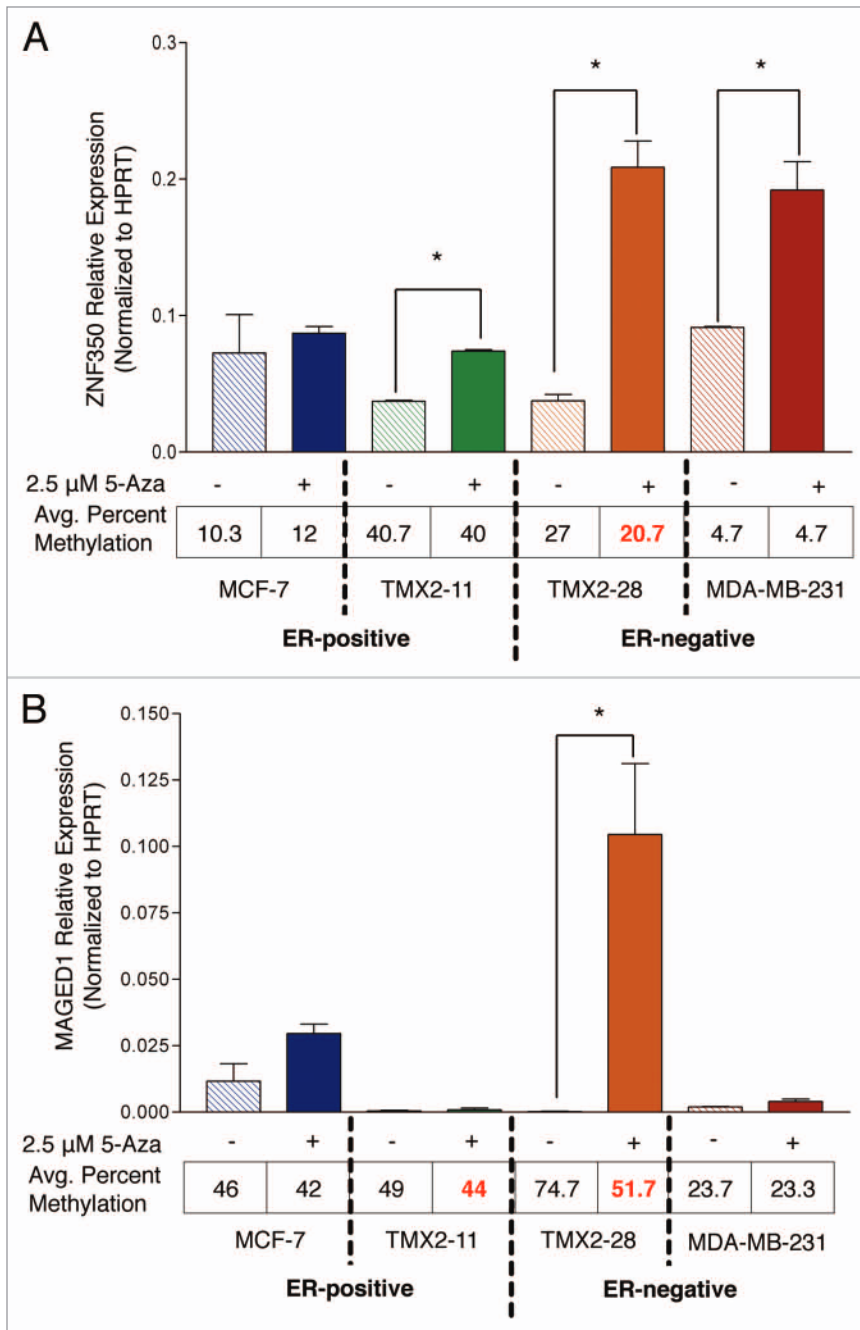 A
ZNF350 Relative Expression
(Normalized to HPRT)
0.3
0.2
0.1
0.0
* * *
2.5 µM 5-Aza - + - + - + - +
Avg. Percent
Methylation
10.3 12 40.7 40 27 20.7 4.7 4.7
MCF-7 TMX2-11 TMX2-28 MDA-MB-231
ER-positive ER-negative
B
MAGED1 Relative Expression
(Normalized to HPRT)
0.150
0.125
0.100
0.075
0.050
0.025
0.000
*
2.5 µM 5-Aza - + - + - + - +
Avg. Percent
Methylation
46 42 49 44 74.7 51.7 23.7 23.3
MCF-7 TMX2-11 TMX2-28 MDA-MB-231
ER-positive ER-negative